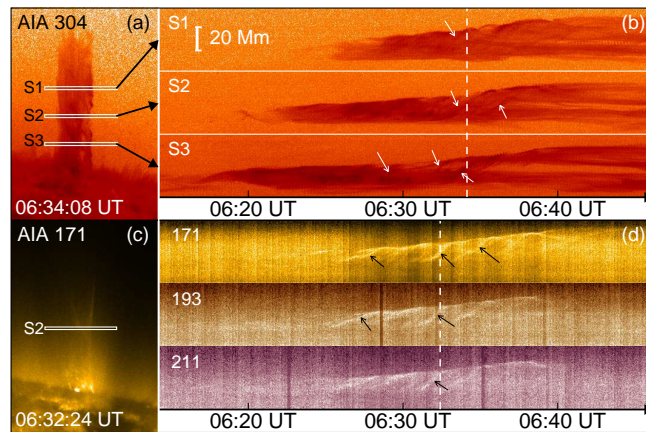 AIA 304 (a)
S1
S2
S3
06:34:08 UT
S1 (b)
20 Mm
S2
S3
06:20 UT 06:30 UT 06:40 UT
AIA 171 (c)
S2
06:32:24 UT
171 (d)
193
211
06:20 UT 06:30 UT 06:40 UT